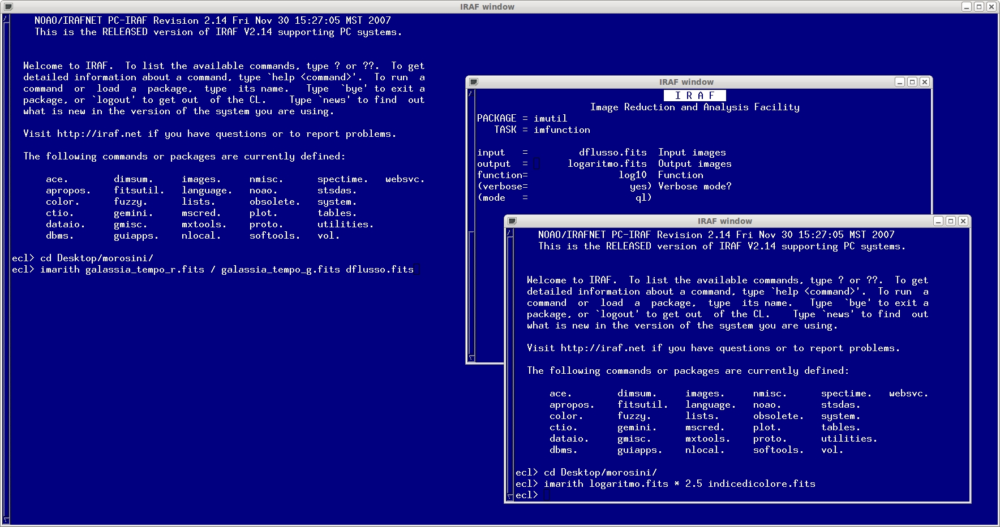 IRAF window
NOAO/IRAFNET PC-IRAF Revision 2.14 Fri Nov 30 15:27:05 MST 2007
This is the RELEASED version of IRAF V2.14 supporting PC systems.
Welcome to IRAF.  To list the available commands, type ? or ??.  To get
detailed information about a command, type `help <command>'.  To run  a
command  or  load  a  package,  type  its name.   Type  `bye' to exit a
package, or `logout' to get out  of the CL.    Type `news' to find  out
what is new in the version of the system you are using.
Visit http://iraf.net if you have questions or to report problems.
The following commands or packages are currently defined:
ace. dimsum. images. nmisc. spectime. websvc.
apropos. fitsutil. language. noao. stsdas.
color. fuzzy. lists. obsolete. system.
ctio. gemini. mscred. plot. tables.
dataio. gmisc. mxtools. proto. utilities.
dbms. guiapps. nlocal. softools. vol.
ecl> cd Desktop/morosini/
ecl> imarith galassia_tempo_r.fits / galassia_tempo_g.fits dflusso.fits
IRAF window
I R A F
Image Reduction and Analysis Facility
PACKAGE = imutil
TASK = imfunction
input = dflusso.fits Input images
output = logaritmo.fits Output images
function= log10 Function
(verbose= yes) Verbose mode?
(mode = ql)
IRAF window
NOAO/IRAFNET PC-IRAF Revision 2.14 Fri Nov 30 15:27:05 MST 2007
This is the RELEASED version of IRAF V2.14 supporting PC systems.
Welcome to IRAF.  To list the available commands, type ? or ??.  To get
detailed information about a command, type `help <command>'.  To run  a
command  or  load  a  package,  type  its name.   Type  `bye' to exit a
package, or `logout' to get out  of the CL.    Type `news' to find  out
what is new in the version of the system you are using.
Visit http://iraf.net if you have questions or to report problems.
The following commands or packages are currently defined:
ace. dimsum. images. nmisc. spectime. websvc.
apropos. fitsutil. language. noao. stsdas.
color. fuzzy. lists. obsolete. system.
ctio. gemini. mscred. plot. tables.
dataio. gmisc. mxtools. proto. utilities.
dbms. guiapps. nlocal. softools. vol.
ecl> cd Desktop/morosini/
ecl> imarith logaritmo.fits * 2.5 indicedicolore.fits
ecl>